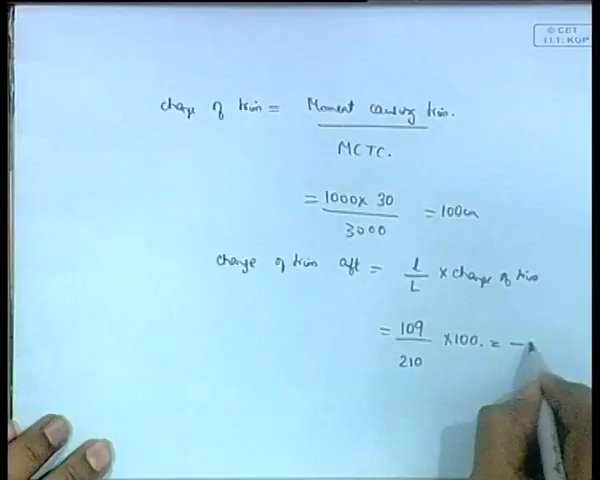 © CET
I.I.T. KGP
change of trim = Moment causing trim.
MCTC.
= 1000 x 30 = 100cm
3000
change of trim aft = l x change of trim
L
= 109 x 100. = -
210